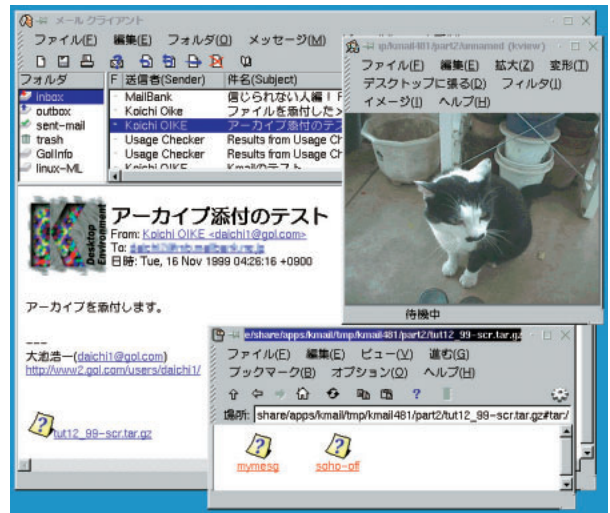 メールクライアント
ファイル(F) 編集(E) フォルダ(O) メッセージ(M)
フォルダ
inbox
outbox
sent-mail
trash
GolInfo
linux-ML
F 送信者(Sender) 件名(Subject)
MailBank 信じられない人編！
Koichi Oike ファイルを添付した
Koichi OIKE アーカイブ添付のテス
Usage Checker Results from Usage Ch
Usage Checker Results from Usage Ch
Koichi OIKE Kmailのテスト
K Desktop Environment
アーカイブ添付のテスト
From: Koichi OIKE <daichi1@gol.com>
To:
日時: Tue, 16 Nov 1999 04:26:16 +0900
アーカイブを添付します。
---
大池浩一(daichi1@gol.com)
http://www2.gol.com/users/daichi1/
tut12_99-scr.tar.gz
ip/kmail481/part2/unnamed (kview)
ファイル(F) 編集(E) 拡大(Z) 変形(T)
デスクトップに張る(D) フィルタ(I)
イメージ(I) ヘルプ(H)
待機中
e/share/apps/kmail/tmp/kmail481/part2/tut12_99-scr.tar.gz
ファイル(F) 編集(E) ビュー(V) 進む(G)
ブックマーク(B) オプション(O) ヘルプ(H)
場所: share/apps/kmail/tmp/kmail481/part2/tut12_99-scr.tar.gz#tar:/
mymesg
soho-off